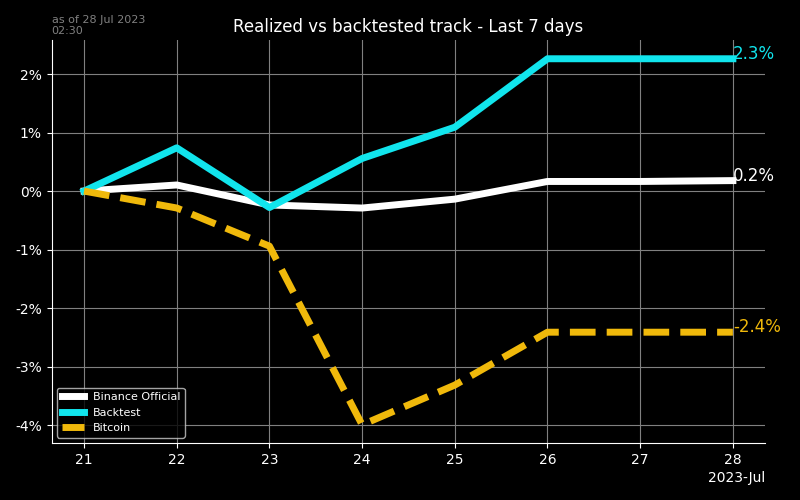 as of 28 Jul 2023
02:30
Realized vs backtested track - Last 7 days
2%
1%
0%
-1%
-2%
-3%
-4%
2.3%
0.2%
-2.4%
Binance Official
Backtest
Bitcoin
21 22 23 24 25 26 27 28
2023-Jul